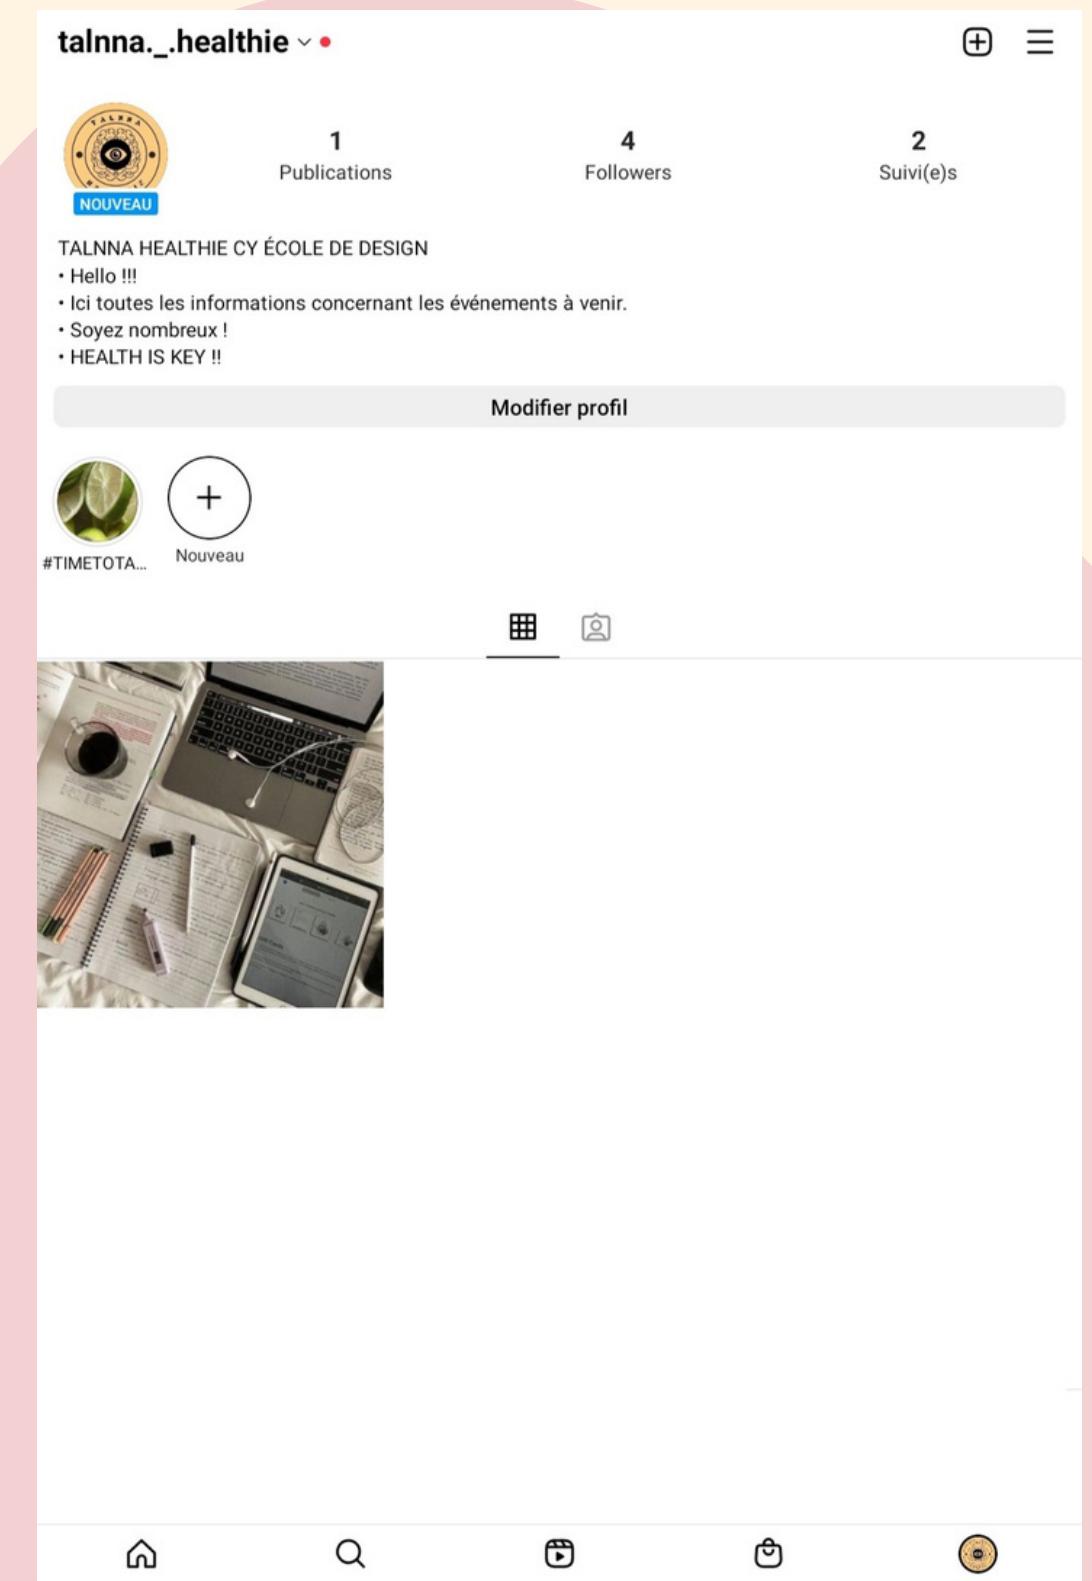 talnna._.healthie
TALNNA
NOUVEAU
1
Publications
4
Followers
2
Suivi(e)s
TALNNA HEALTHIE CY ÉCOLE DE DESIGN
• Hello !!!
• Ici toutes les informations concernant les événements à venir.
• Soyez nombreux !
• HEALTH IS KEY !!
Modifier profil
#TIMETOTA...
Nouveau